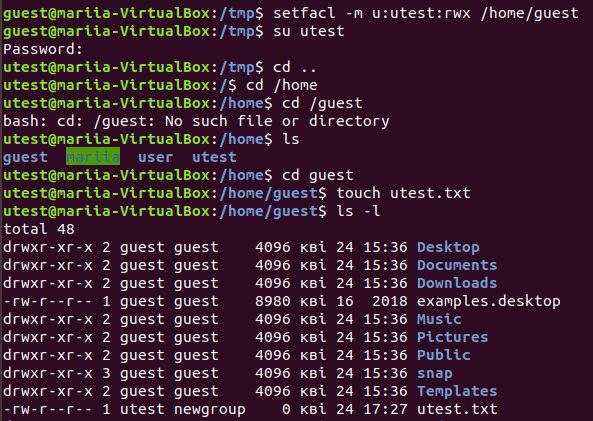 guest@mariia-VirtualBox:/tmp$ setfacl -m u:utest:rwx /home/guest
guest@mariia-VirtualBox:/tmp$ su utest
Password:
utest@mariia-VirtualBox:/tmp$ cd ..
utest@mariia-VirtualBox:/$ cd /home
utest@mariia-VirtualBox:/home$ cd /guest
bash: cd: /guest: No such file or directory
utest@mariia-VirtualBox:/home$ ls
guest  mariia  user  utest
utest@mariia-VirtualBox:/home$ cd guest
utest@mariia-VirtualBox:/home/guest$ touch utest.txt
utest@mariia-VirtualBox:/home/guest$ ls -l
total 48
drwxr-xr-x 2 guest guest    4096 кві 24 15:36 Desktop
drwxr-xr-x 2 guest guest    4096 кві 24 15:36 Documents
drwxr-xr-x 2 guest guest    4096 кві 24 15:36 Downloads
-rw-r--r-- 1 guest guest    8980 кві 16  2018 examples.desktop
drwxr-xr-x 2 guest guest    4096 кві 24 15:36 Music
drwxr-xr-x 2 guest guest    4096 кві 24 15:36 Pictures
drwxr-xr-x 2 guest guest    4096 кві 24 15:36 Public
drwxr-xr-x 3 guest guest    4096 кві 24 15:36 snap
drwxr-xr-x 2 guest guest    4096 кві 24 15:36 Templates
-rw-r--r-- 1 utest newgroup    0 кві 24 17:27 utest.txt